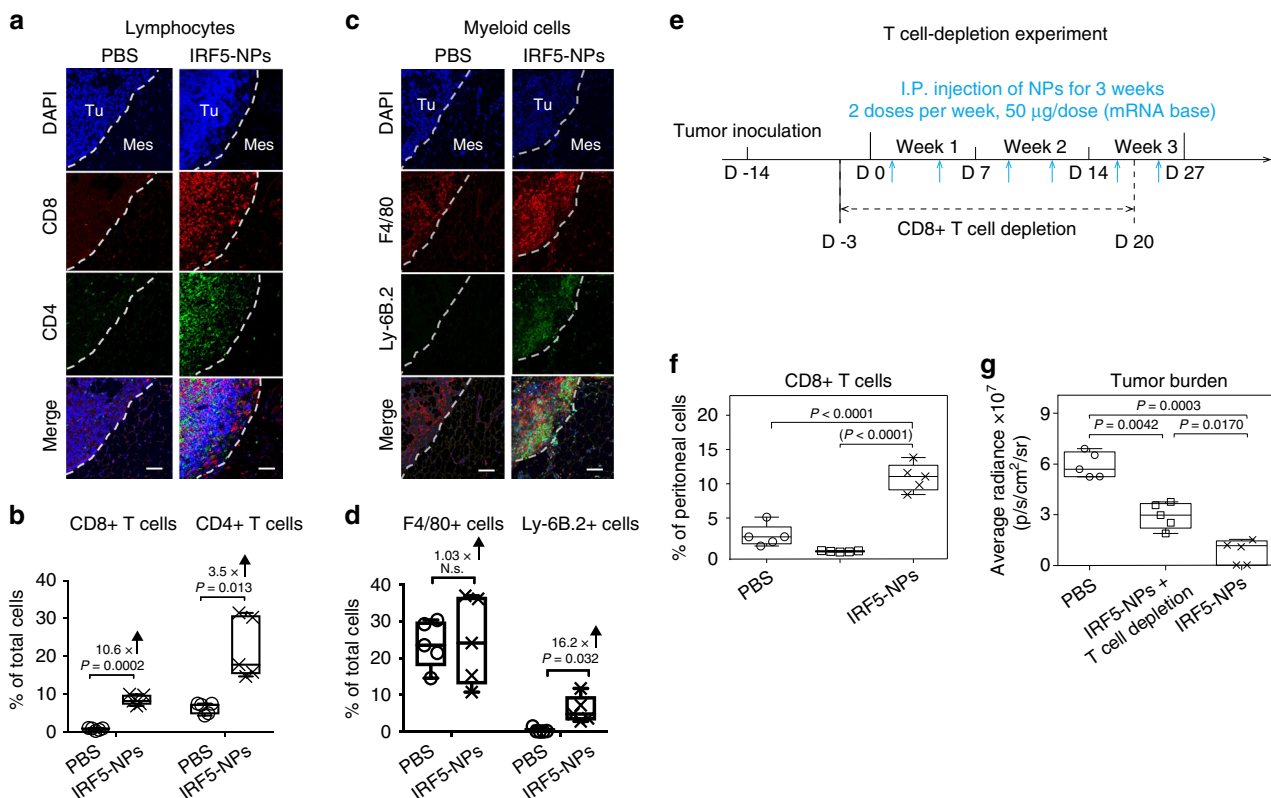 a
Lymphocytes
PBS
IRF5-NPs
DAPI
Tu
Mes
Tu
Mes
CD8
CD4
Merge
b
CD8+ T cells
CD4+ T cells
3.5 ×
P = 0.013
10.6 ×
P = 0.0002
% of total cells
40
30
20
10
0
PBS
IRF5-NPs
PBS
IRF5-NPs
c
Myeloid cells
PBS
IRF5-NPs
DAPI
Tu
Mes
Tu
Mes
F4/80
Ly-6B.2
Merge
d
F4/80+ cells
Ly-6B.2+ cells
1.03 ×
N.s.
16.2 ×
P = 0.032
% of total cells
40
30
20
10
0
PBS
IRF5-NPs
PBS
IRF5-NPs
e
T cell-depletion experiment
I.P. injection of NPs for 3 weeks
2 doses per week, 50 μg/dose (mRNA base)
Tumor inoculation
Week 1
Week 2
Week 3
D -14
D 0
D 7
D 14
D 27
CD8+ T cell depletion
D -3
D 20
f
CD8+ T cells
P < 0.0001
(P < 0.0001)
% of peritoneal cells
20
15
10
5
0
PBS
IRF5-NPs
g
Tumor burden
P = 0.0003
P = 0.0042
P = 0.0170
Average radiance ×10⁷
(p/s/cm²/sr)
9
6
3
0
PBS
IRF5-NPs +
T cell depletion
IRF5-NPs